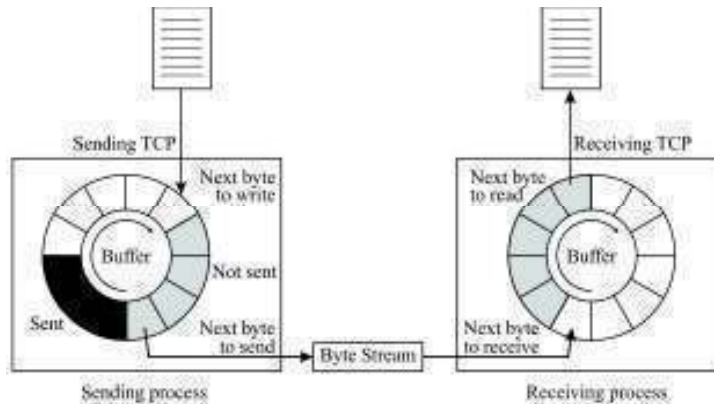 Sending TCP
Receiving TCP
Next byte
to write
Next byte
to read
Buffer
Buffer
Not sent
Sent
Next byte
to send
Next byte
to receive
Byte Stream
Sending process
Receiving process